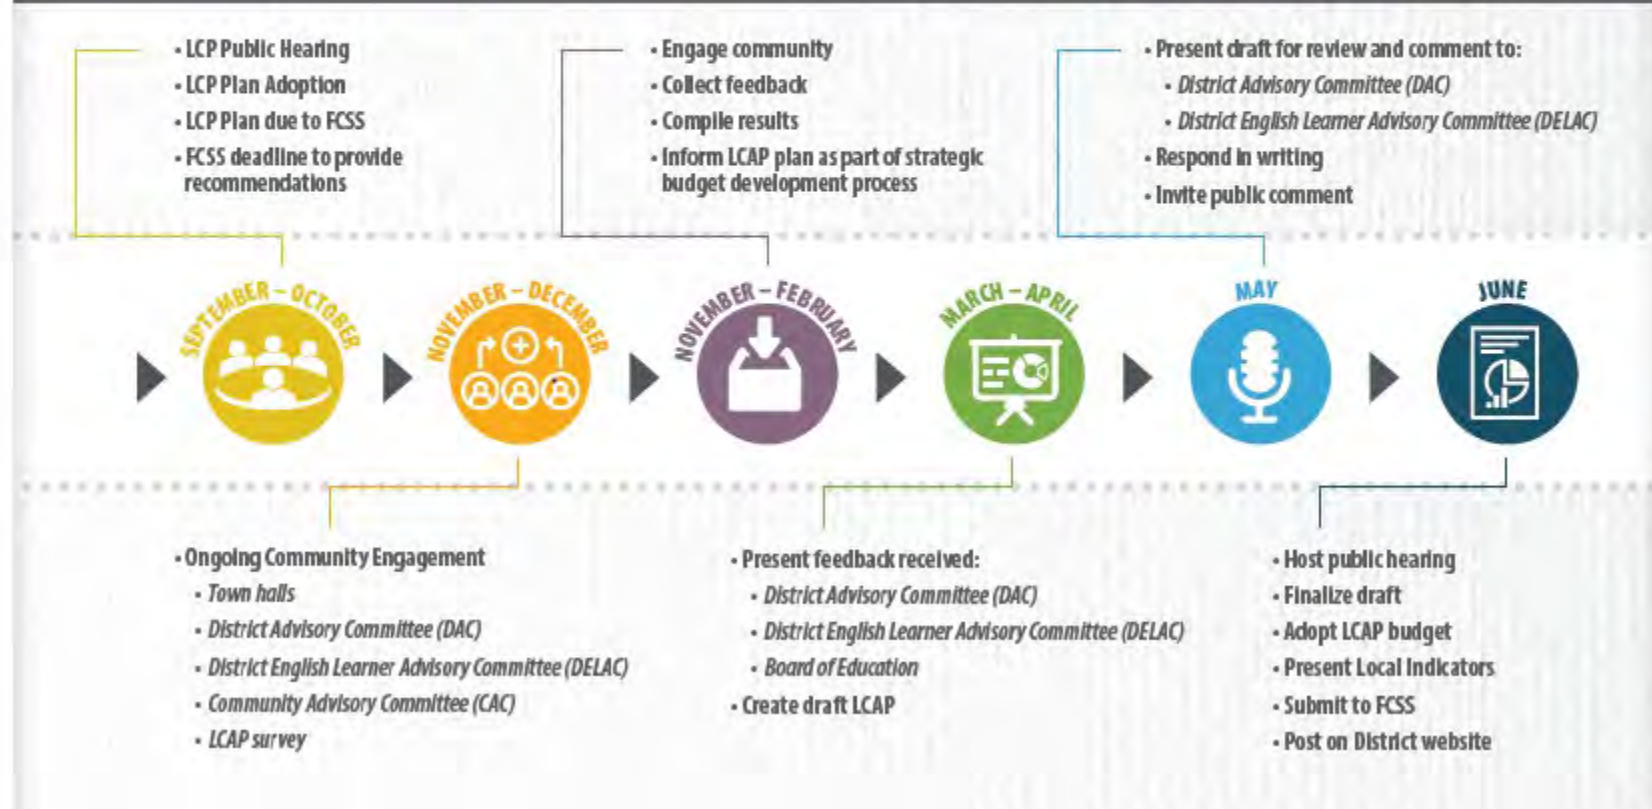 • LCP Public Hearing
• LCP Plan Adoption
• LCP Plan due to FCSS
• FCSS deadline to provide
recommendations
• Engage community
• Collect feedback
• Compile results
• Inform LCAP plan as part of strategic
budget development process
• Present draft for review and comment to:
• District Advisory Committee (DAC)
• District English Learner Advisory Committee (DELAC)
• Respond in writing
• Invite public comment
SEPTEMBER – OCTOBER
NOVEMBER – DECEMBER
NOVEMBER – FEBRUARY
MARCH – APRIL
MAY
JUNE
• Ongoing Community Engagement
• Town halls
• District Advisory Committee (DAC)
• District English Learner Advisory Committee (DELAC)
• Community Advisory Committee (CAC)
• LCAP survey
• Present feedback received:
• District Advisory Committee (DAC)
• District English Learner Advisory Committee (DELAC)
• Board of Education
• Create draft LCAP
• Host public hearing
• Finalize draft
• Adopt LCAP budget
• Present Local Indicators
• Submit to FCSS
• Post on District website